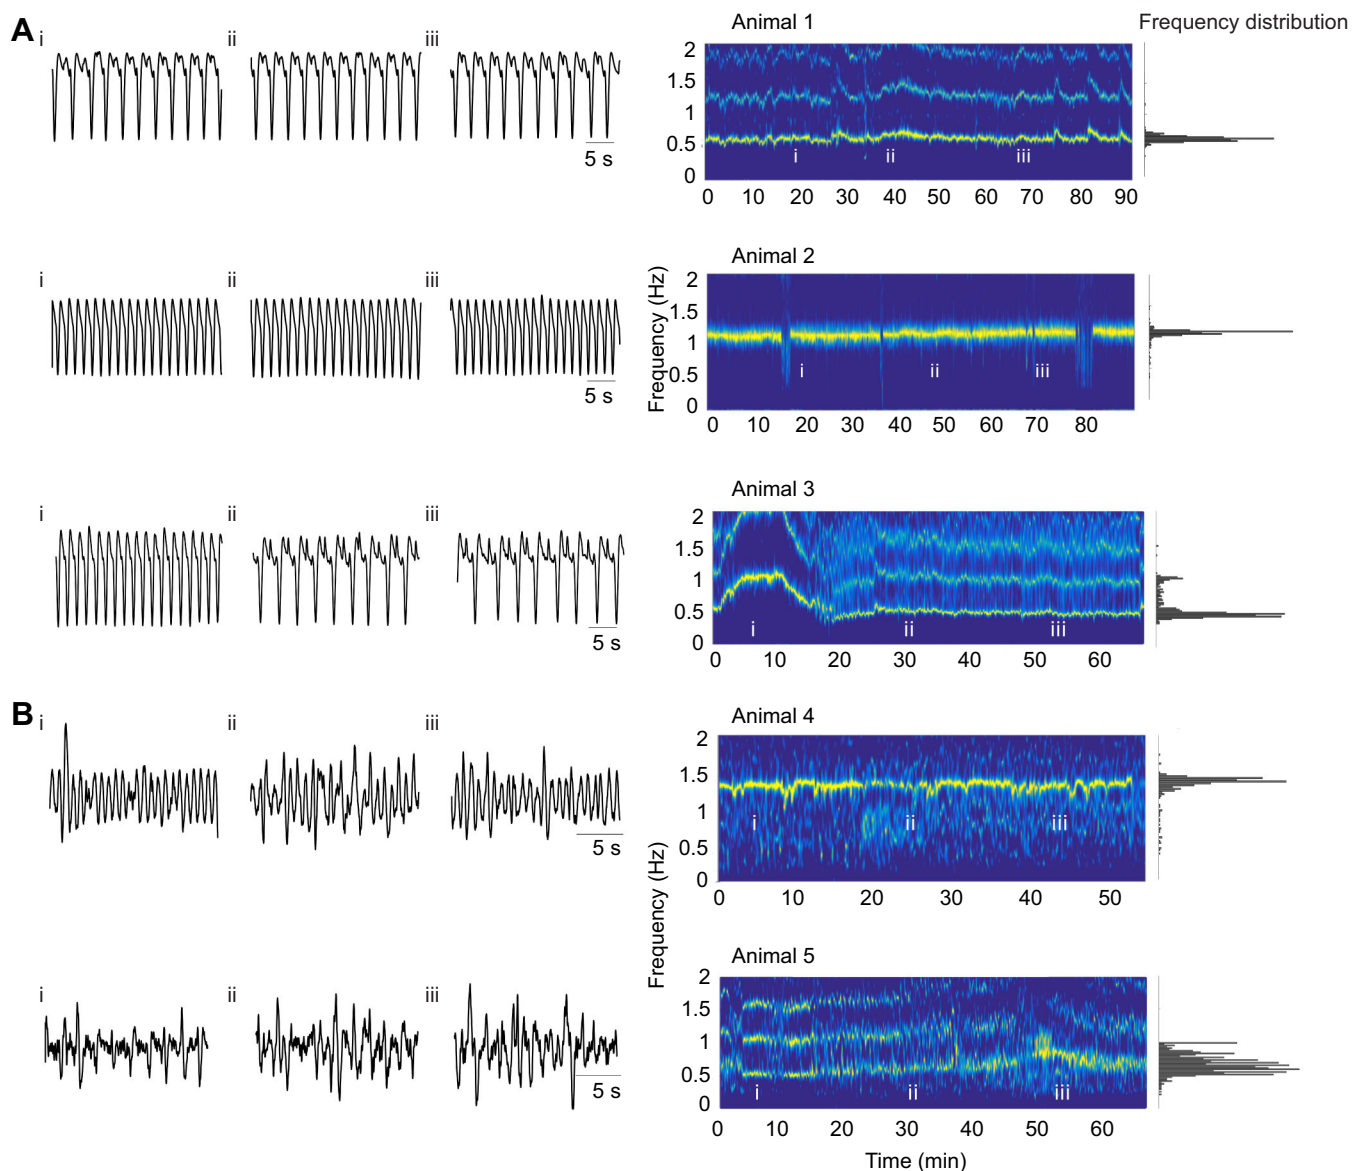 A
Animal 1
Frequency distribution
i
ii
iii
5 s
2
1.5
1
0.5
0
i
ii
iii
0 10 20 30 40 50 60 70 80 90
Animal 2
i
ii
iii
5 s
Frequency (Hz)
2
1.5
1
0.5
0
i
ii
iii
0 10 20 30 40 50 60 70 80
Animal 3
i
ii
iii
5 s
2
1.5
1
0.5
0
i
ii
iii
0 10 20 30 40 50 60
B
Animal 4
i
ii
iii
5 s
Frequency (Hz)
2
1.5
1
0.5
0
i
ii
iii
0 10 20 30 40 50
Animal 5
i
ii
iii
5 s
2
1.5
1
0.5
0
i
ii
iii
0 10 20 30 40 50 60
Time (min)